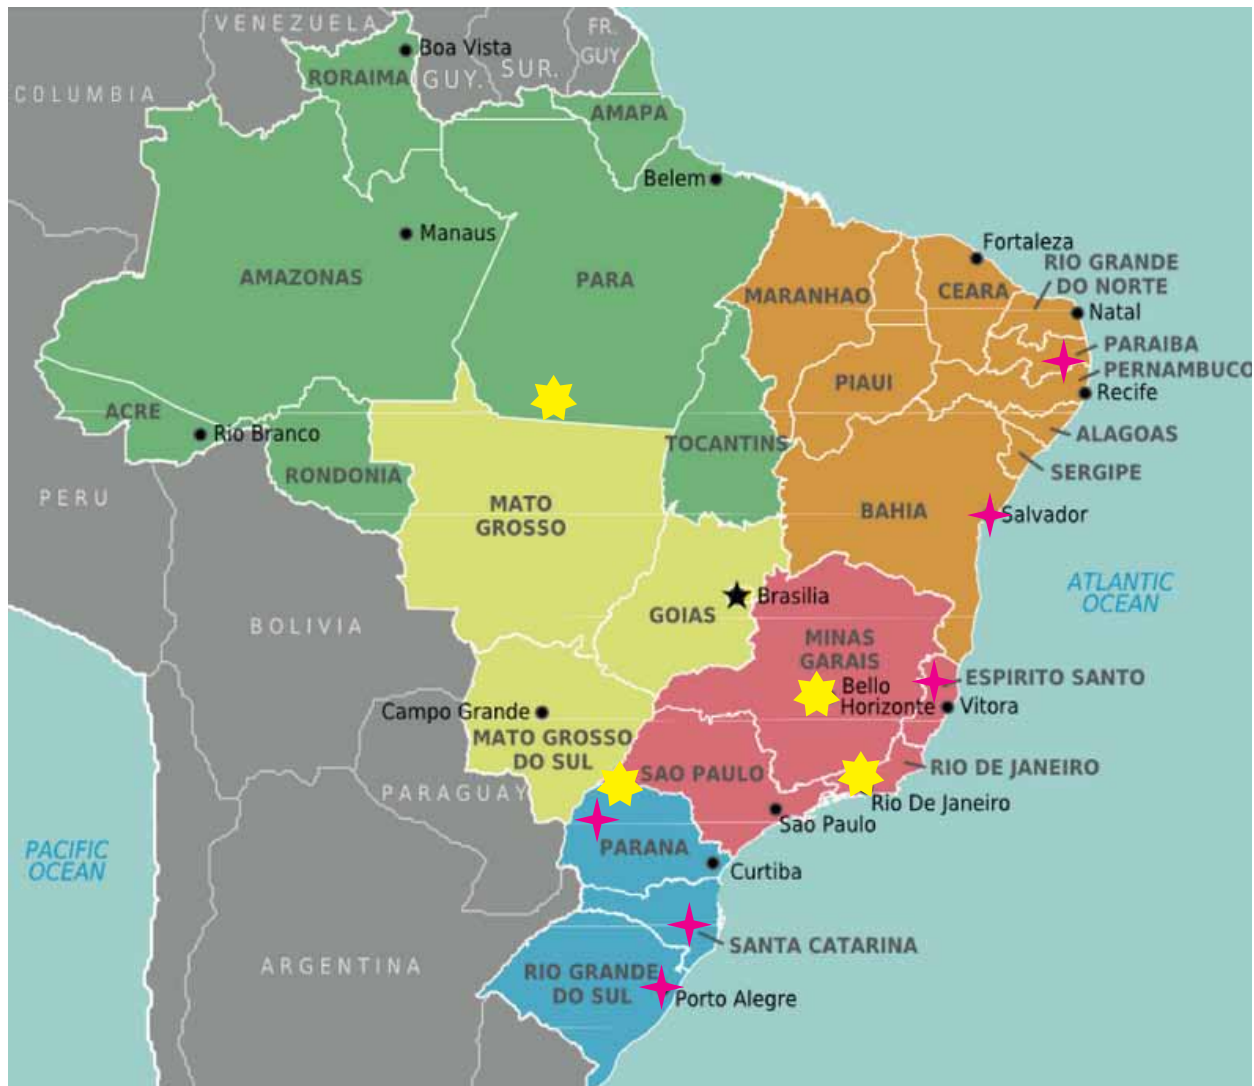 VENEZUELA
FR.
GUY
Boa Vista
RORAIMA
GUY.
SUR.
COLUMBIA
AMAPA
Belem
Manaus
Fortaleza
AMAZONAS
PARA
MARANHAO
CEARA
RIO GRANDE
DO NORTE
Natal
PARAIBA
PERNAMBUCO
PIAUI
Recife
ACRE
Rio Branco
TOCANTINS
ALAGOAS
RONDONIA
SERGIPE
PERU
MATO
GROSSO
BAHIA
Salvador
ATLANTIC
OCEAN
Brasilia
GOIAS
BOLIVIA
MINAS
GARAIS
ESPIRITO SANTO
Bello
Horizonte
Vitora
Campo Grande
MATO GROSSO
DO SUL
SAO PAULO
RIO DE JANEIRO
PARAGUAY
Rio De Janeiro
Sao Paulo
PACIFIC
OCEAN
PARANA
Curtiba
SANTA CATARINA
ARGENTINA
RIO GRANDE
DO SUL
Porto Alegre